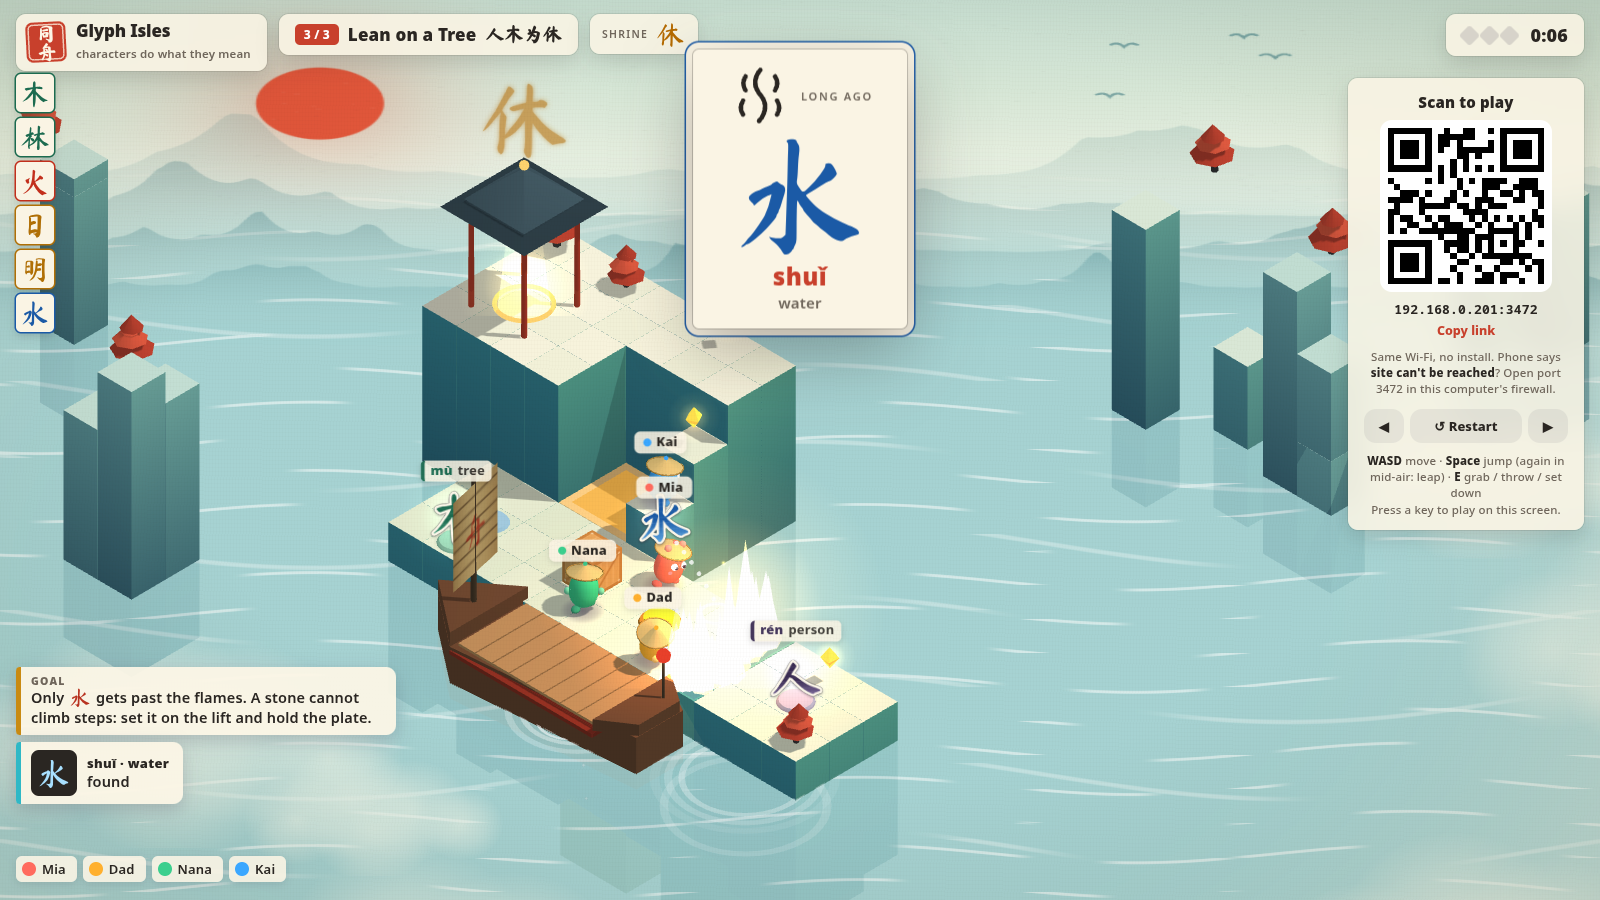 同舟
Glyph Isles
characters do what they mean
3 / 3 Lean on a Tree 人木为休
SHRINE 休
0:06
木
林
火
日
明
水
休
LONG AGO
水
shuǐ
water
Scan to play
192.168.0.201:3472
Copy link
Same Wi-Fi, no install. Phone says
site can't be reached? Open port
3472 in this computer's firewall.
◀ ↺ Restart ▶
WASD move · Space jump (again in
mid-air: leap) · E grab / throw / set
down
Press a key to play on this screen.
Kai
mù tree
Mia
水
Nana
Dad
rén person
人
GOAL
Only 水 gets past the flames. A stone cannot
climb steps: set it on the lift and hold the plate.
水
shuǐ · water
found
Mia Dad Nana Kai